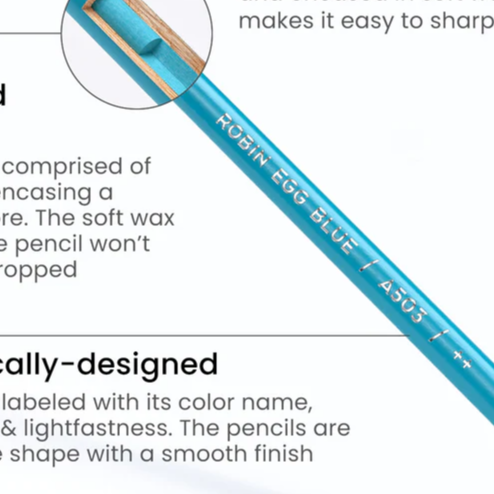 makes it easy to sharp
d
comprised of
encasing a
re. The soft wax
e pencil won't
ropped
ROBIN EGG BLUE / A503 / ++
cally-designed
labeled with its color name,
& lightfastness. The pencils are
e shape with a smooth finish